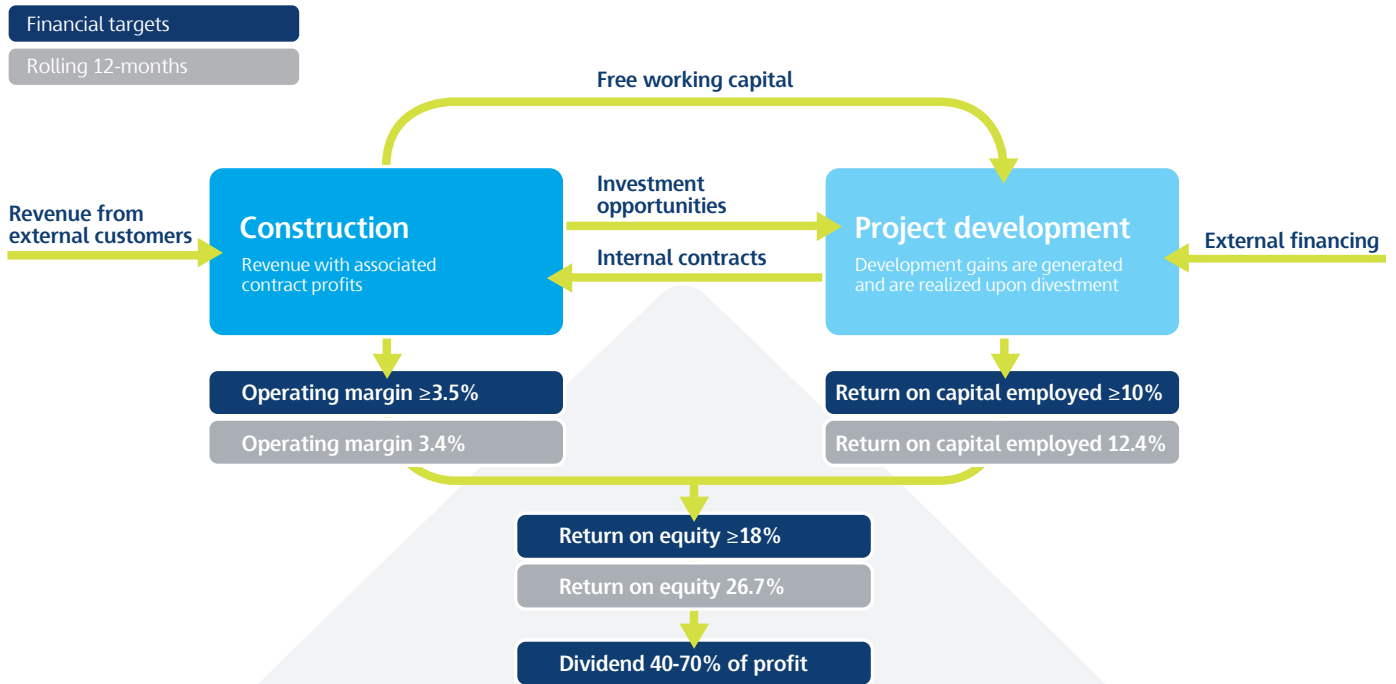 Financial targets
Rolling 12-months
Free working capital
Revenue from
external customers
Construction
Revenue with associated
contract profits
Investment
opportunities
Internal contracts
Project development
Development gains are generated
and are realized upon divestment
External financing
Operating margin ≥3.5%
Operating margin 3.4%
Return on capital employed ≥10%
Return on capital employed 12.4%
Return on equity ≥18%
Return on equity 26.7%
Dividend 40-70% of profit